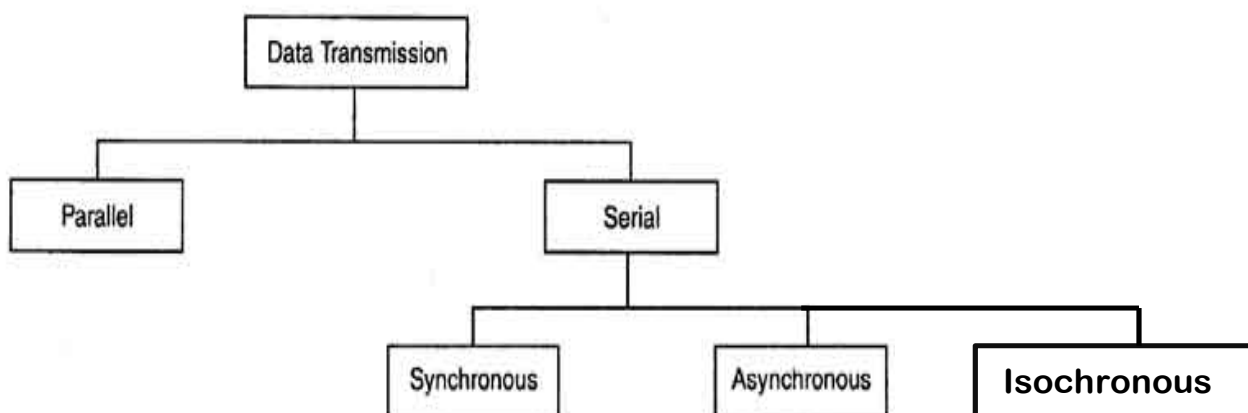 Data Transmission
Parallel
Serial
Synchronous
Asynchronous
Isochronous